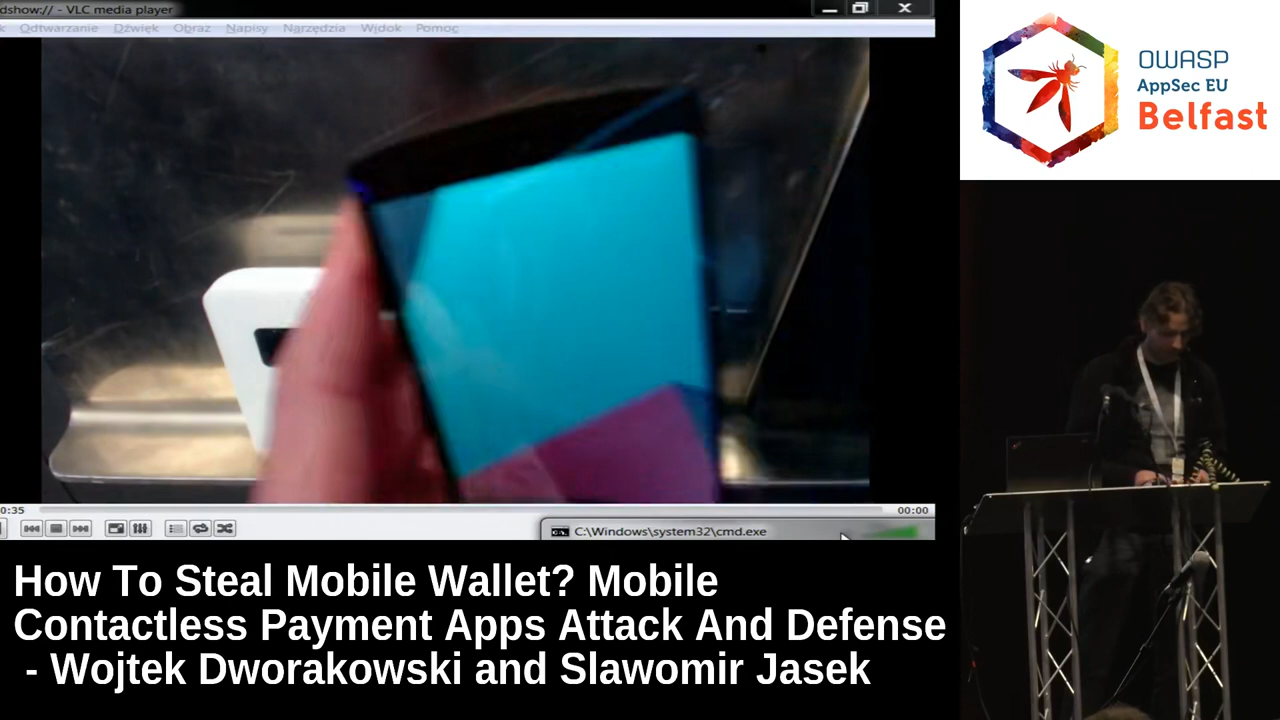 dshow:// - VLC media player
Odtwarzanie Dźwięk Obraz Napisy Narzędzia Widok Pomoc
0:35
00:00
C:\Windows\system32\cmd.exe
OWASP
AppSec EU
Belfast
How To Steal Mobile Wallet? Mobile
Contactless Payment Apps Attack And Defense
- Wojtek Dworakowski and Slawomir Jasek